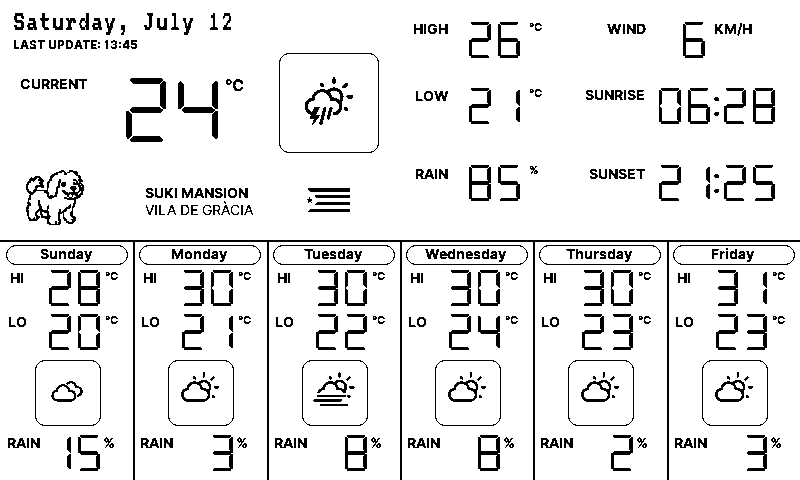 Saturday, July 12
LAST UPDATE: 13:45
CURRENT 24 °C
HIGH 26 °C
LOW 21 °C
RAIN 85 %
WIND 6 KM/H
SUNRISE 06:28
SUNSET 21:25
SUKI MANSION
VILA DE GRÀCIA
Sunday
HI 28 °C
LO 20 °C
RAIN 15 %
Monday
HI 30 °C
LO 21 °C
RAIN 3 %
Tuesday
HI 30 °C
LO 22 °C
RAIN 8 %
Wednesday
HI 30 °C
LO 24 °C
RAIN 8 %
Thursday
HI 30 °C
LO 23 °C
RAIN 2 %
Friday
HI 31 °C
LO 23 °C
RAIN 3 %